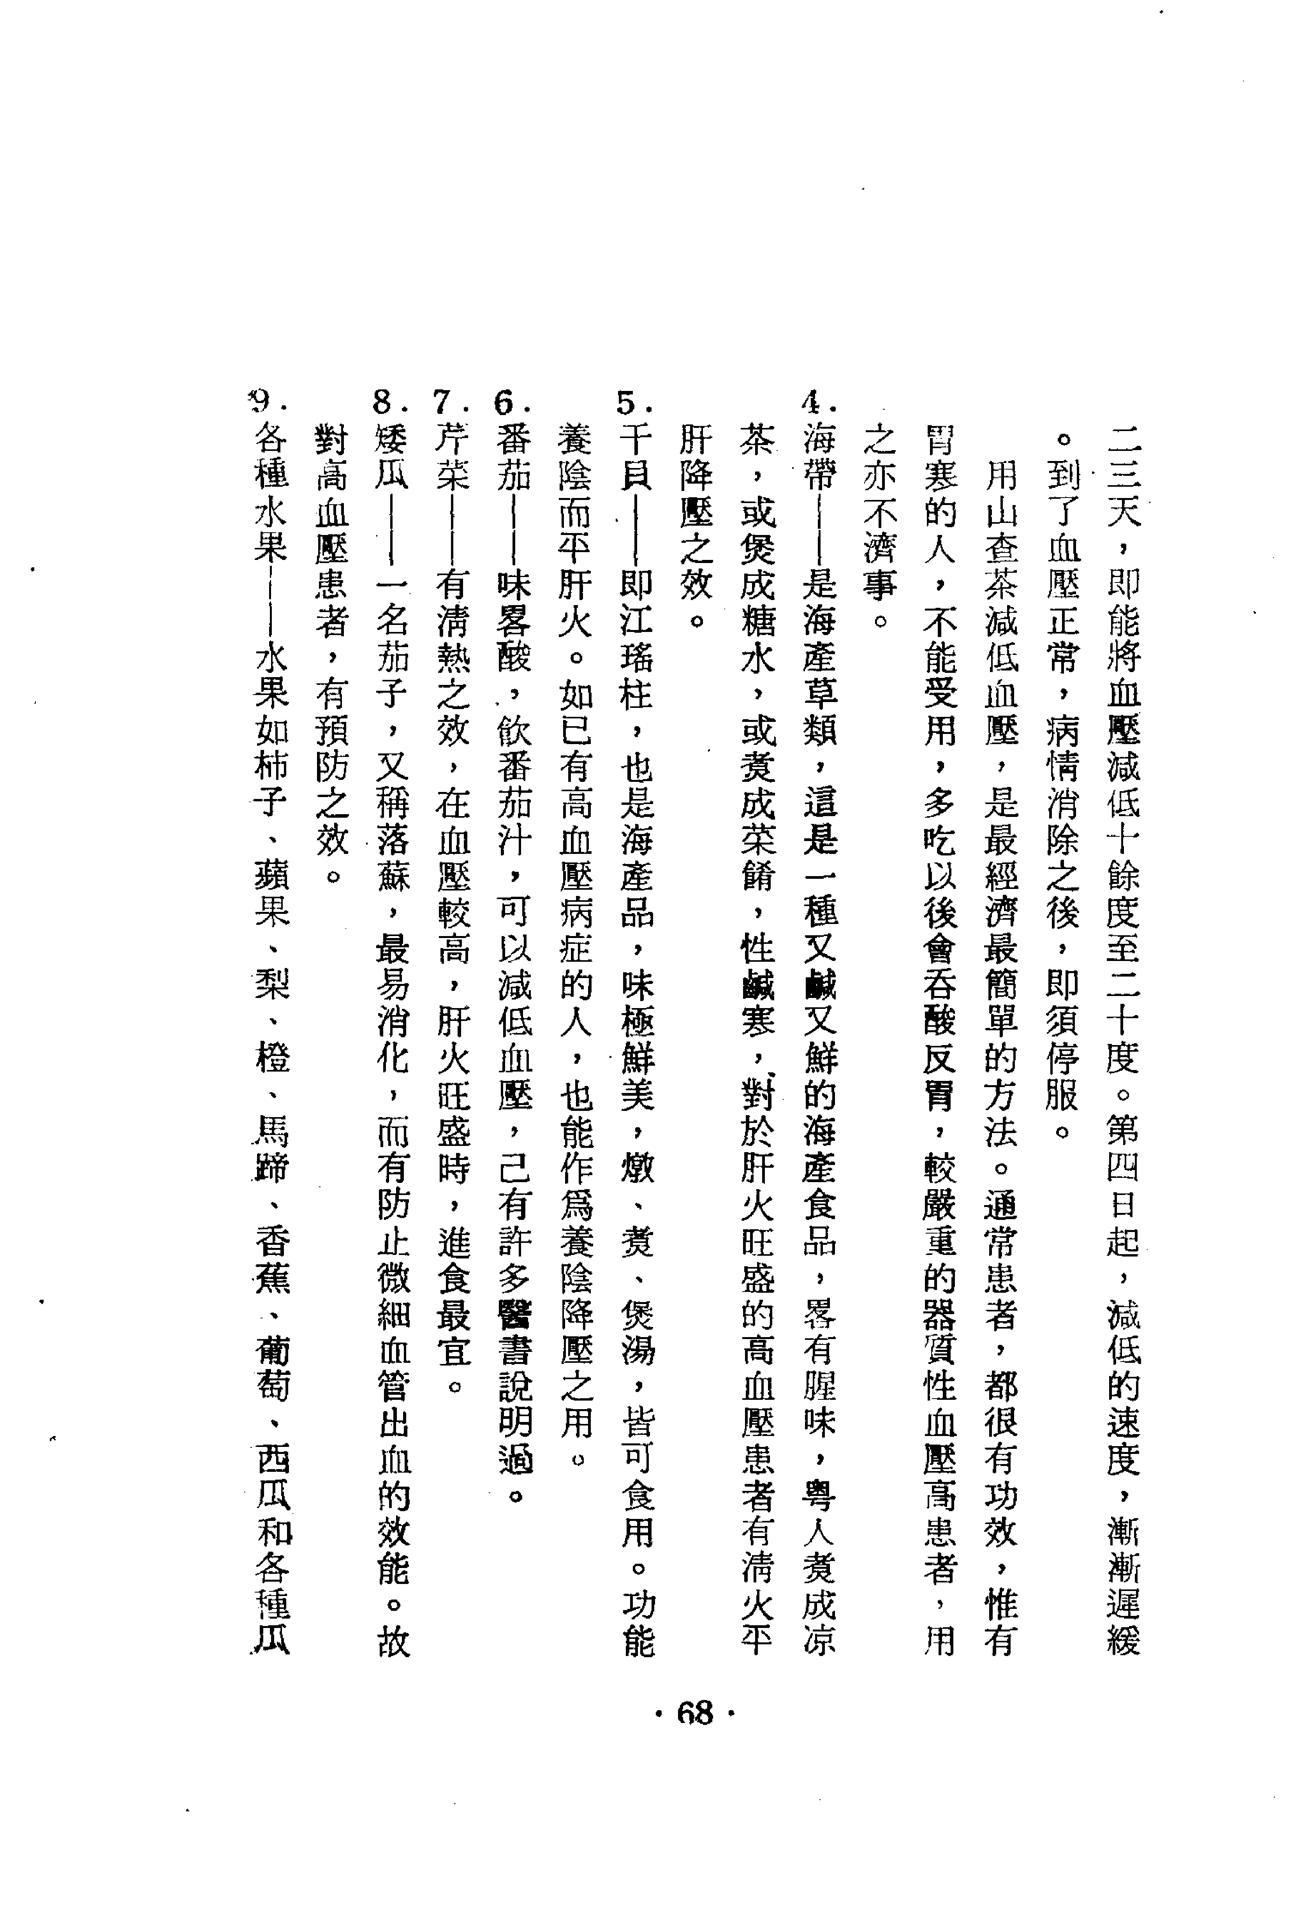 二三天，即能將血壓減低十餘度至二十度。第四日起，減低的速度，漸漸遲緩
。到了血壓正常，病情消除之後，即須停服。
用山查茶減低血壓，是最經濟最簡單的方法。通常患者，都很有功效，惟有
胃寒的人，不能受用，多吃以後會吞酸反胃，較嚴重的器質性血壓高患者，用
之亦不濟事。
4.海帶——是海產草類，這是一種又鹹又鮮的海產食品，畧有腥味，粤人煑成凉
茶，或煲成糖水，或煑成菜餚，性鹹寒，對於肝火旺盛的高血壓患者有清火平
肝降壓之效。
5.干貝——即江瑤柱，也是海產品，味極鮮美，燉、煑、煲湯，皆可食用。功能
養陰而平肝火。如已有高血壓病症的人，也能作爲養陰降壓之用。
6.番茄——味畧酸，飲番茄汁，可以減低血壓，己有許多醫書說明過。
7.芹菜——有清熱之效，在血壓較高，肝火旺盛時，進食最宜。
8.矮瓜——一名茄子，又稱落蘇，最易消化，而有防止微細血管出血的效能。故
對高血壓患者，有預防之效。
9.各種水果——水果如柿子、蘋果、梨、橙、馬蹄、香蕉、葡萄、西瓜和各種瓜
·68·